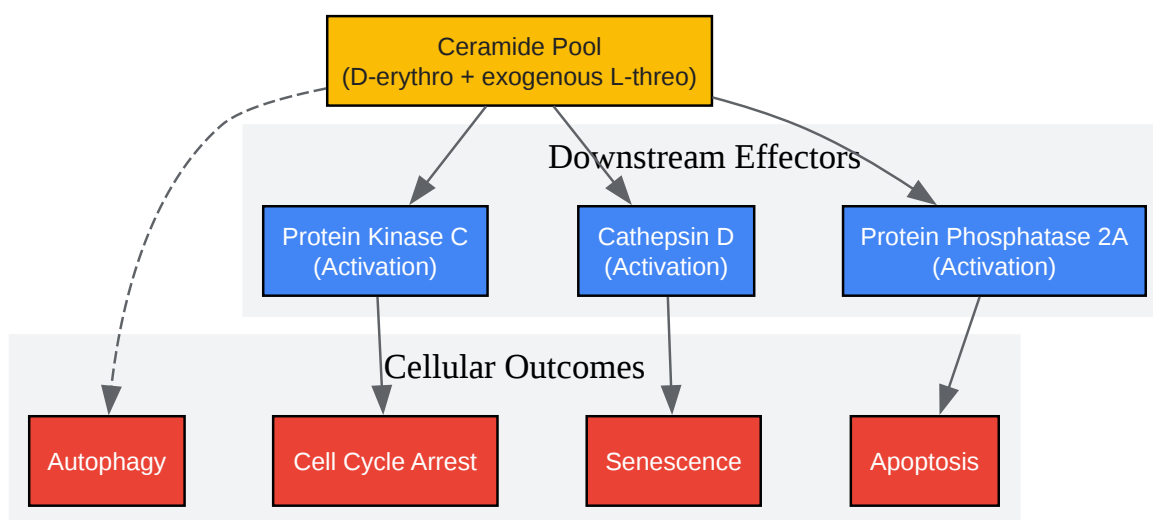 Ceramide Pool
(D-erythro + exogenous L-threo)
Downstream Effectors
Protein Kinase C
(Activation)
Cathepsin D
(Activation)
Protein Phosphatase 2A
(Activation)
Cellular Outcomes
Autophagy
Cell Cycle Arrest
Senescence
Apoptosis